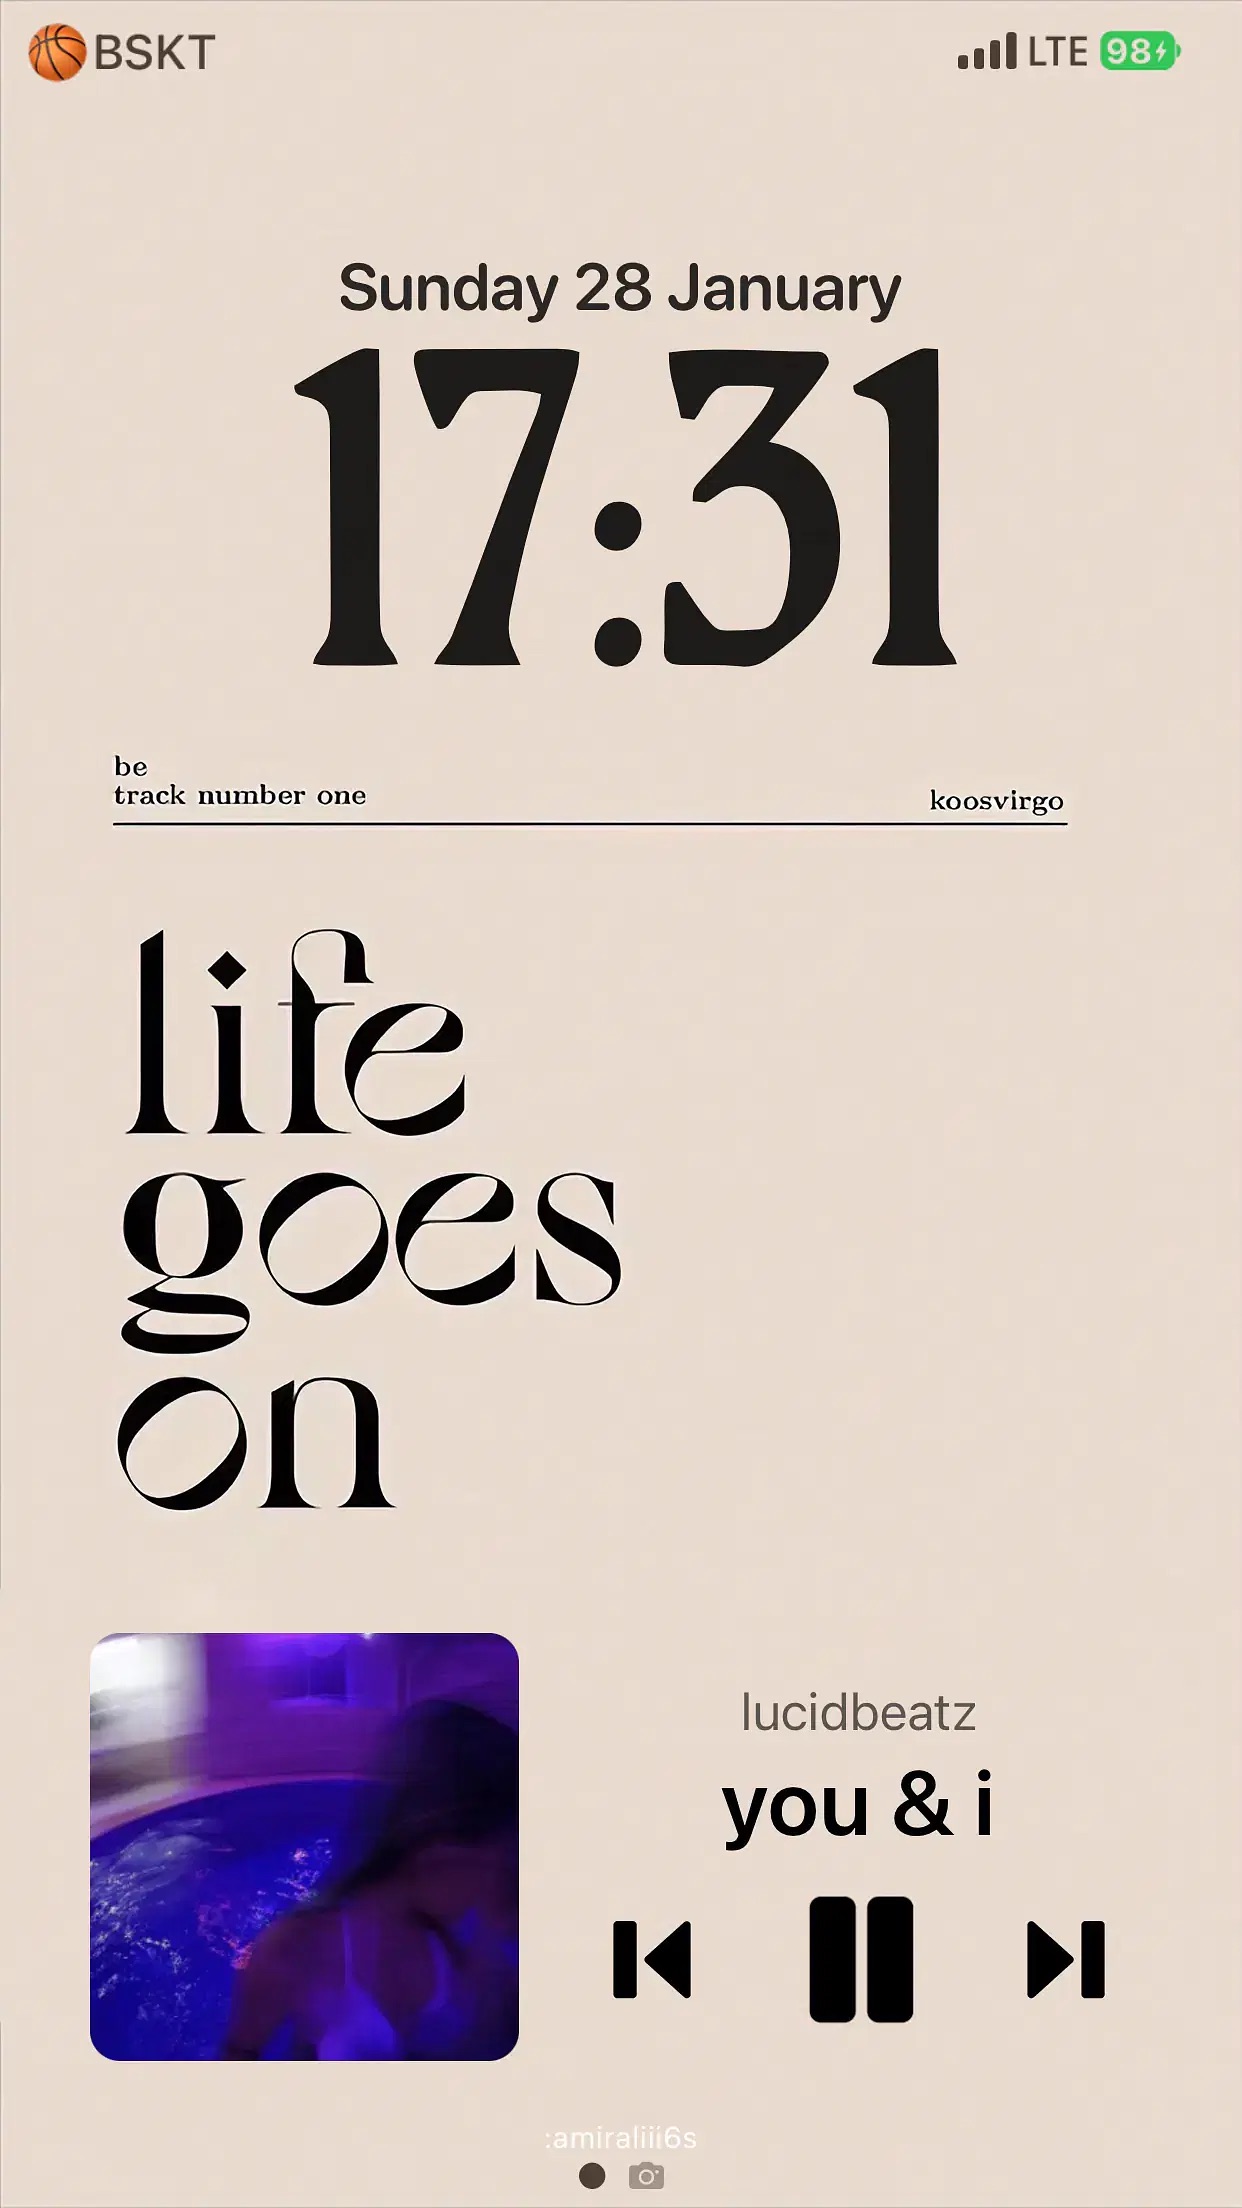 BSKT
LTE 98
Sunday 28 January
17:31
be
track number one
koosvirgo
life
goes
on
lucidbeatz
you & i
:amiraliii6s